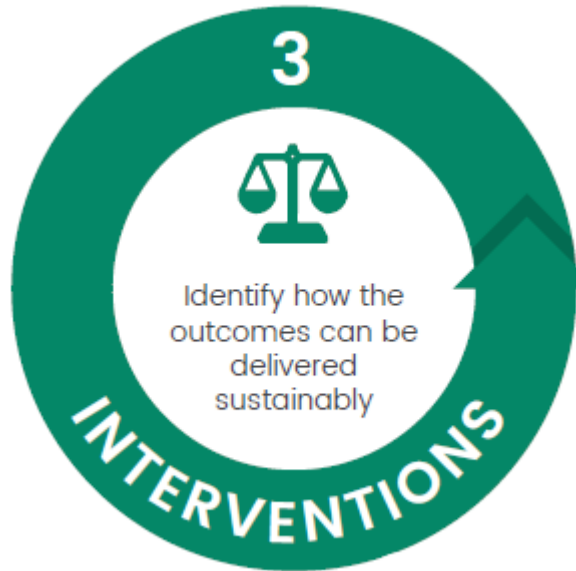 3
Identify how the
outcomes can be
delivered
sustainably
INTERVENTIONS